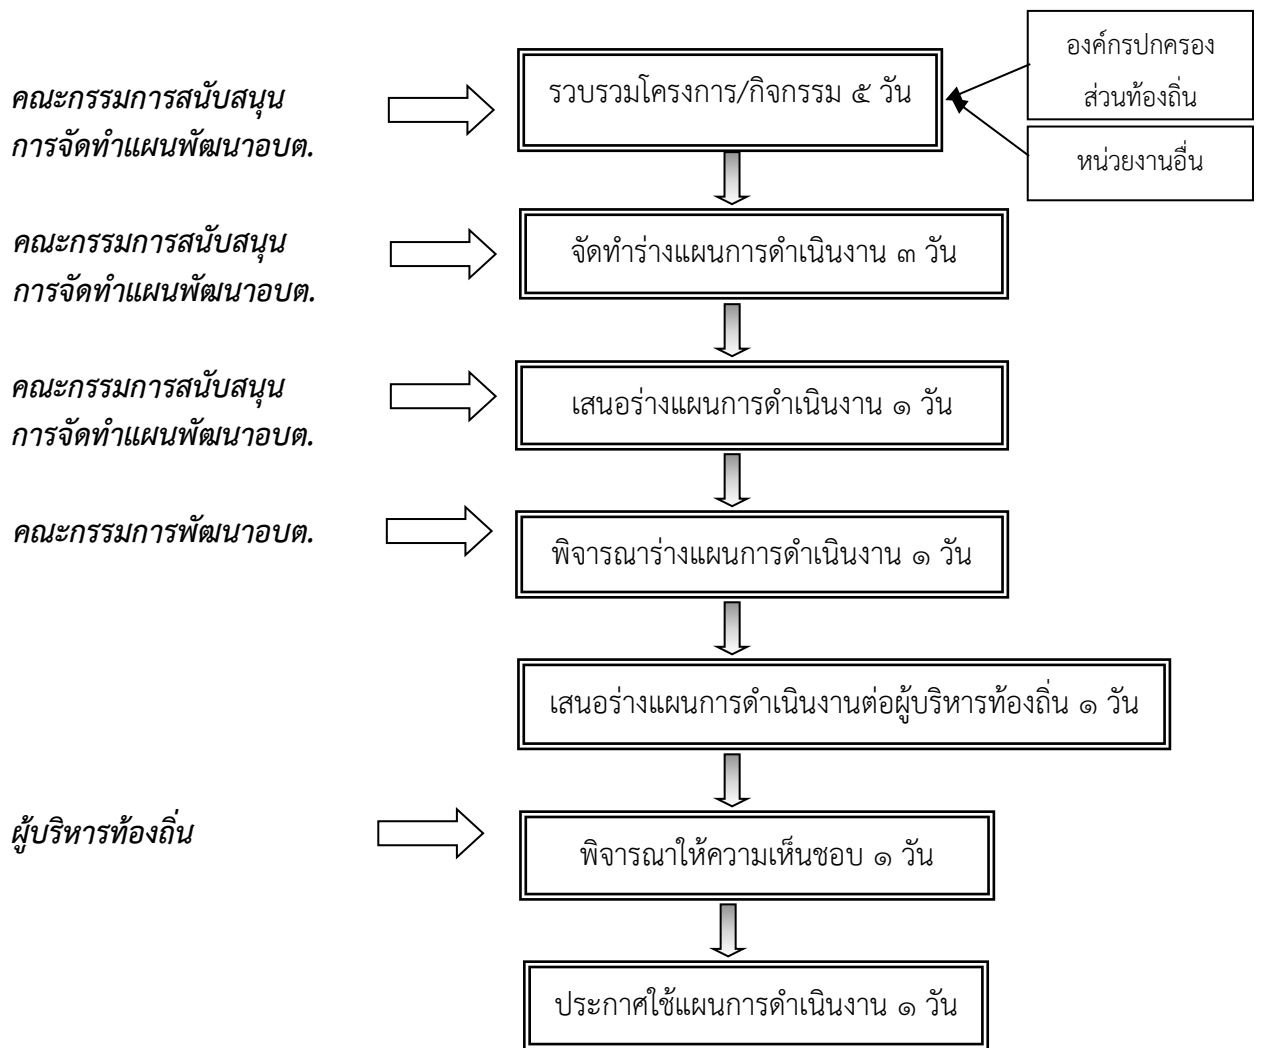 องค์กรปกครอง
ส่วนท้องถิ่น
คณะกรรมการสนับสนุน
การจัดทำแผนพัฒนาอบต.
รวบรวมโครงการ/กิจกรรม ๕ วัน
หน่วยงานอื่น
คณะกรรมการสนับสนุน
การจัดทำแผนพัฒนาอบต.
จัดทำร่างแผนการดำเนินงาน ๓ วัน
คณะกรรมการสนับสนุน
การจัดทำแผนพัฒนาอบต.
เสนอร่างแผนการดำเนินงาน ๑ วัน
คณะกรรมการพัฒนาอบต.
พิจารณาร่างแผนการดำเนินงาน ๑ วัน
เสนอร่างแผนการดำเนินงานต่อผู้บริหารท้องถิ่น ๑ วัน
ผู้บริหารท้องถิ่น
พิจารณาให้ความเห็นชอบ ๑ วัน
ประกาศใช้แผนการดำเนินงาน ๑ วัน